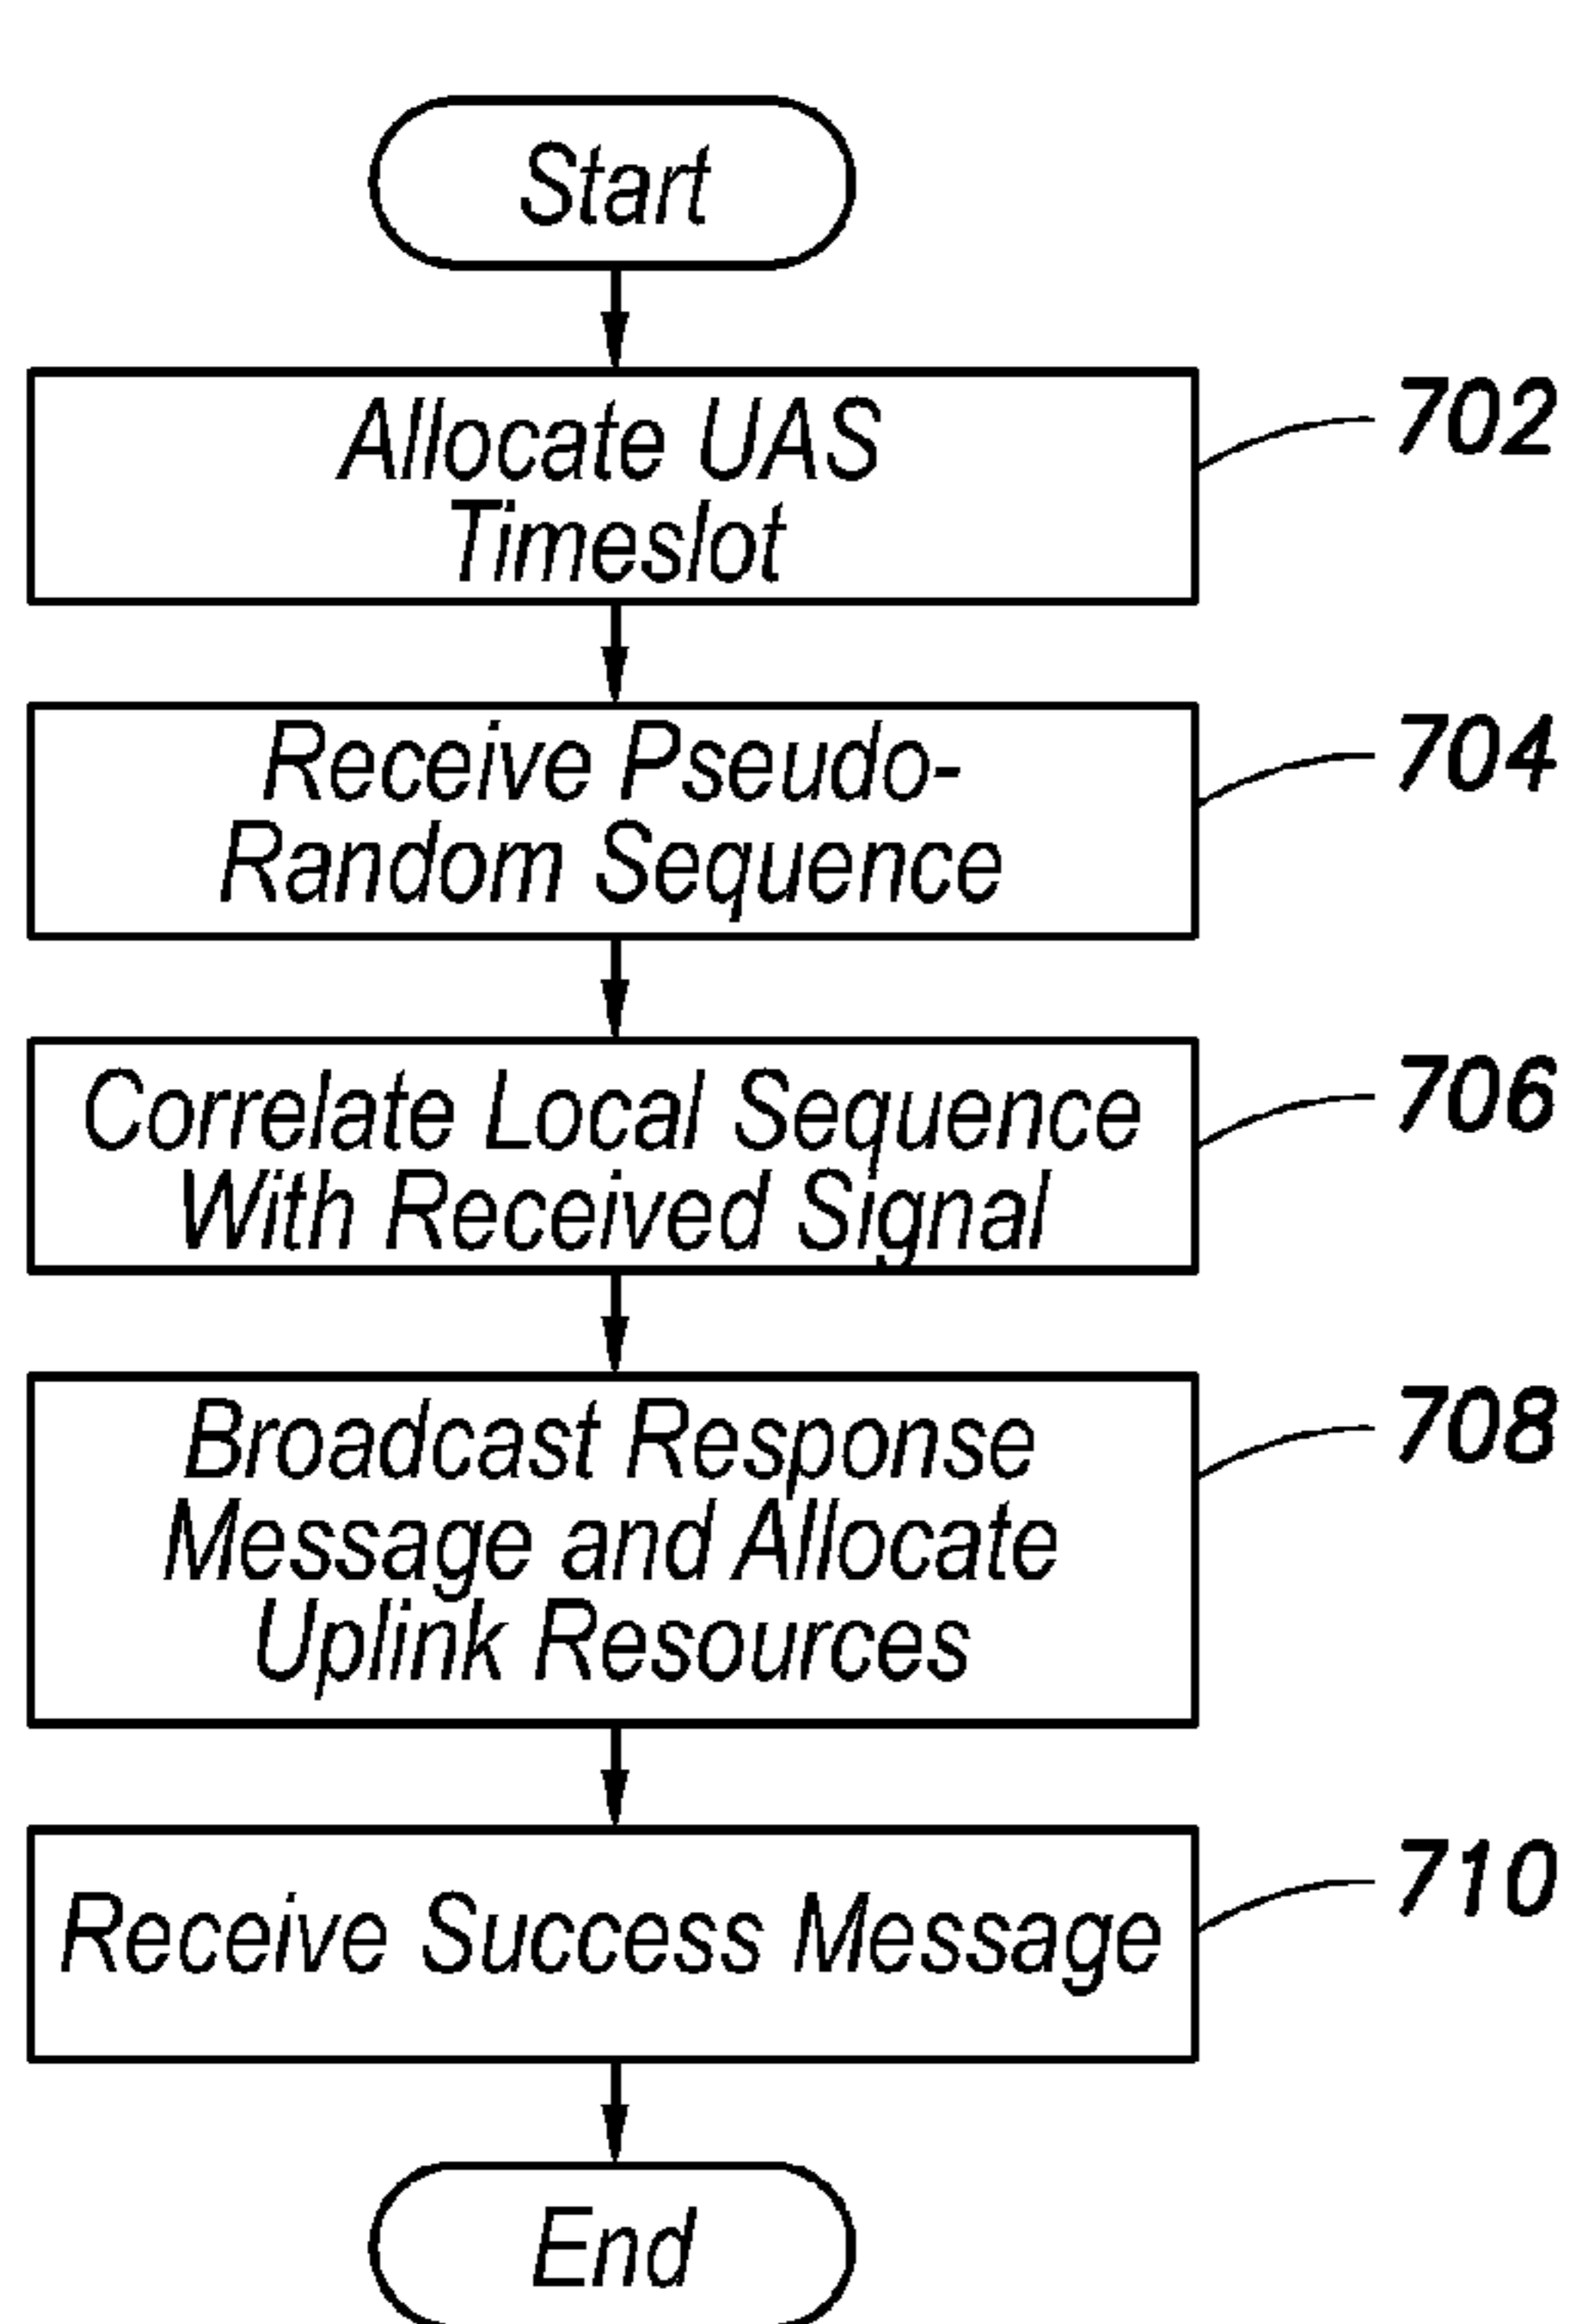 Start
Allocate UAS
Timeslot
702
Receive Pseudo-
Random Sequence
704
Correlate Local Sequence
With Received Signal
706
Broadcast Response
Message and Allocate
Uplink Resources
708
Receive Success Message
710
End